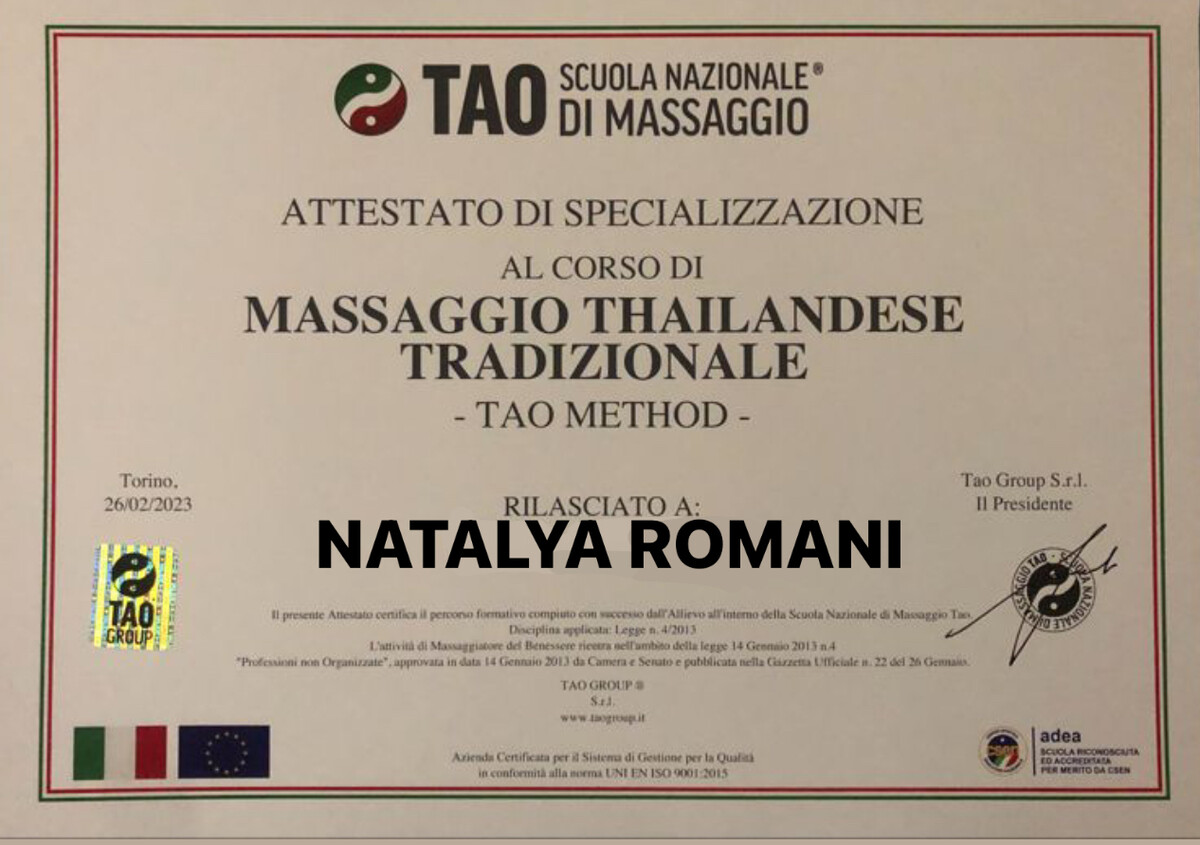 TAO SCUOLA NAZIONALE®
DI MASSAGGIO
ATTESTATO DI SPECIALIZZAZIONE
AL CORSO DI
MASSAGGIO THAILANDESE
TRADIZIONALE
- TAO METHOD -
Torino,
26/02/2023
RILASCIATO A:
NATALYA ROMANI
Tao Group S.r.l.
Il Presidente
TAO
GROUP
TAO · SCUOLA NAZIONALE DI MASSAGGIO
Il presente Attestato certifica il percorso formativo compiuto con successo dall'Allievo all'interno della Scuola Nazionale di Massaggio Tao.
Disciplina applicata: Legge n. 4/2013
L'attività di Massaggiatore del Benessere rientra nell'ambito della legge 14 Gennaio 2013 n.4
"Professioni non Organizzate", approvata in data 14 Gennaio 2013 da Camera e Senato e pubblicata nella Gazzetta Ufficiale n. 22 del 26 Gennaio.
TAO GROUP ®
S.r.l.
www.taogroup.it
Azienda Certificata per il Sistema di Gestione per la Qualità
in conformità alla norma UNI EN ISO 9001:2015
csen
adea
SCUOLA RICONOSCIUTA
ED ACCREDITATA
PER MERITO DA CSEN